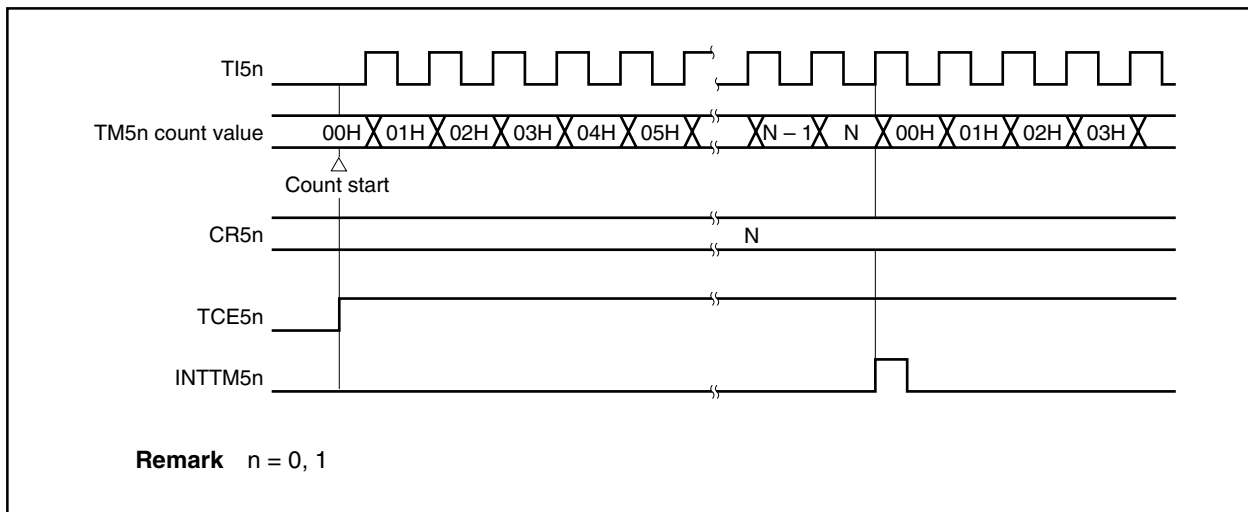 TI5n
TM5n count value 00H 01H 02H 03H 04H 05H N – 1 N 00H 01H 02H 03H
Count start
CR5n N
TCE5n
INTTM5n
Remark n = 0, 1